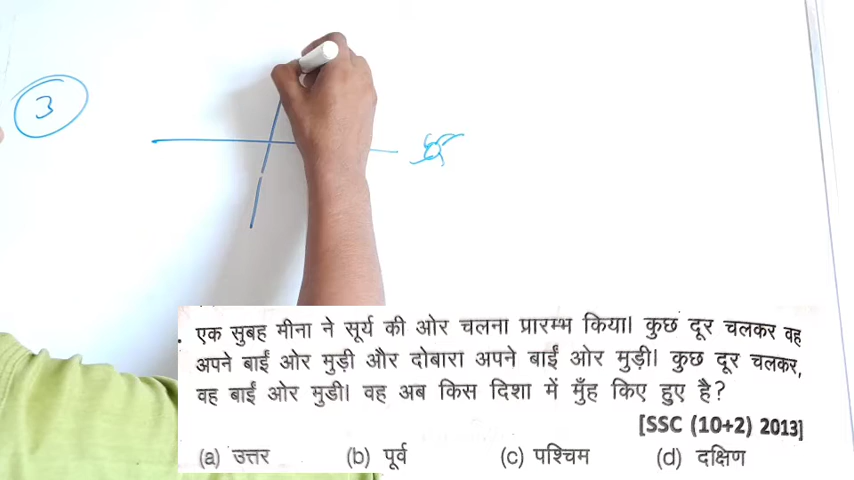 3
एक सुबह मीना ने सूर्य की ओर चलना प्रारम्भ किया। कुछ दूर चलकर वह
अपने बाईं ओर मुड़ी और दोबारा अपने बाईं ओर मुड़ी। कुछ दूर चलकर,
वह बाईं ओर मुडी। वह अब किस दिशा में मुँह किए हुए है?
[SSC (10+2) 2013]
(a) उत्तर (b) पूर्व (c) पश्चिम (d) दक्षिण